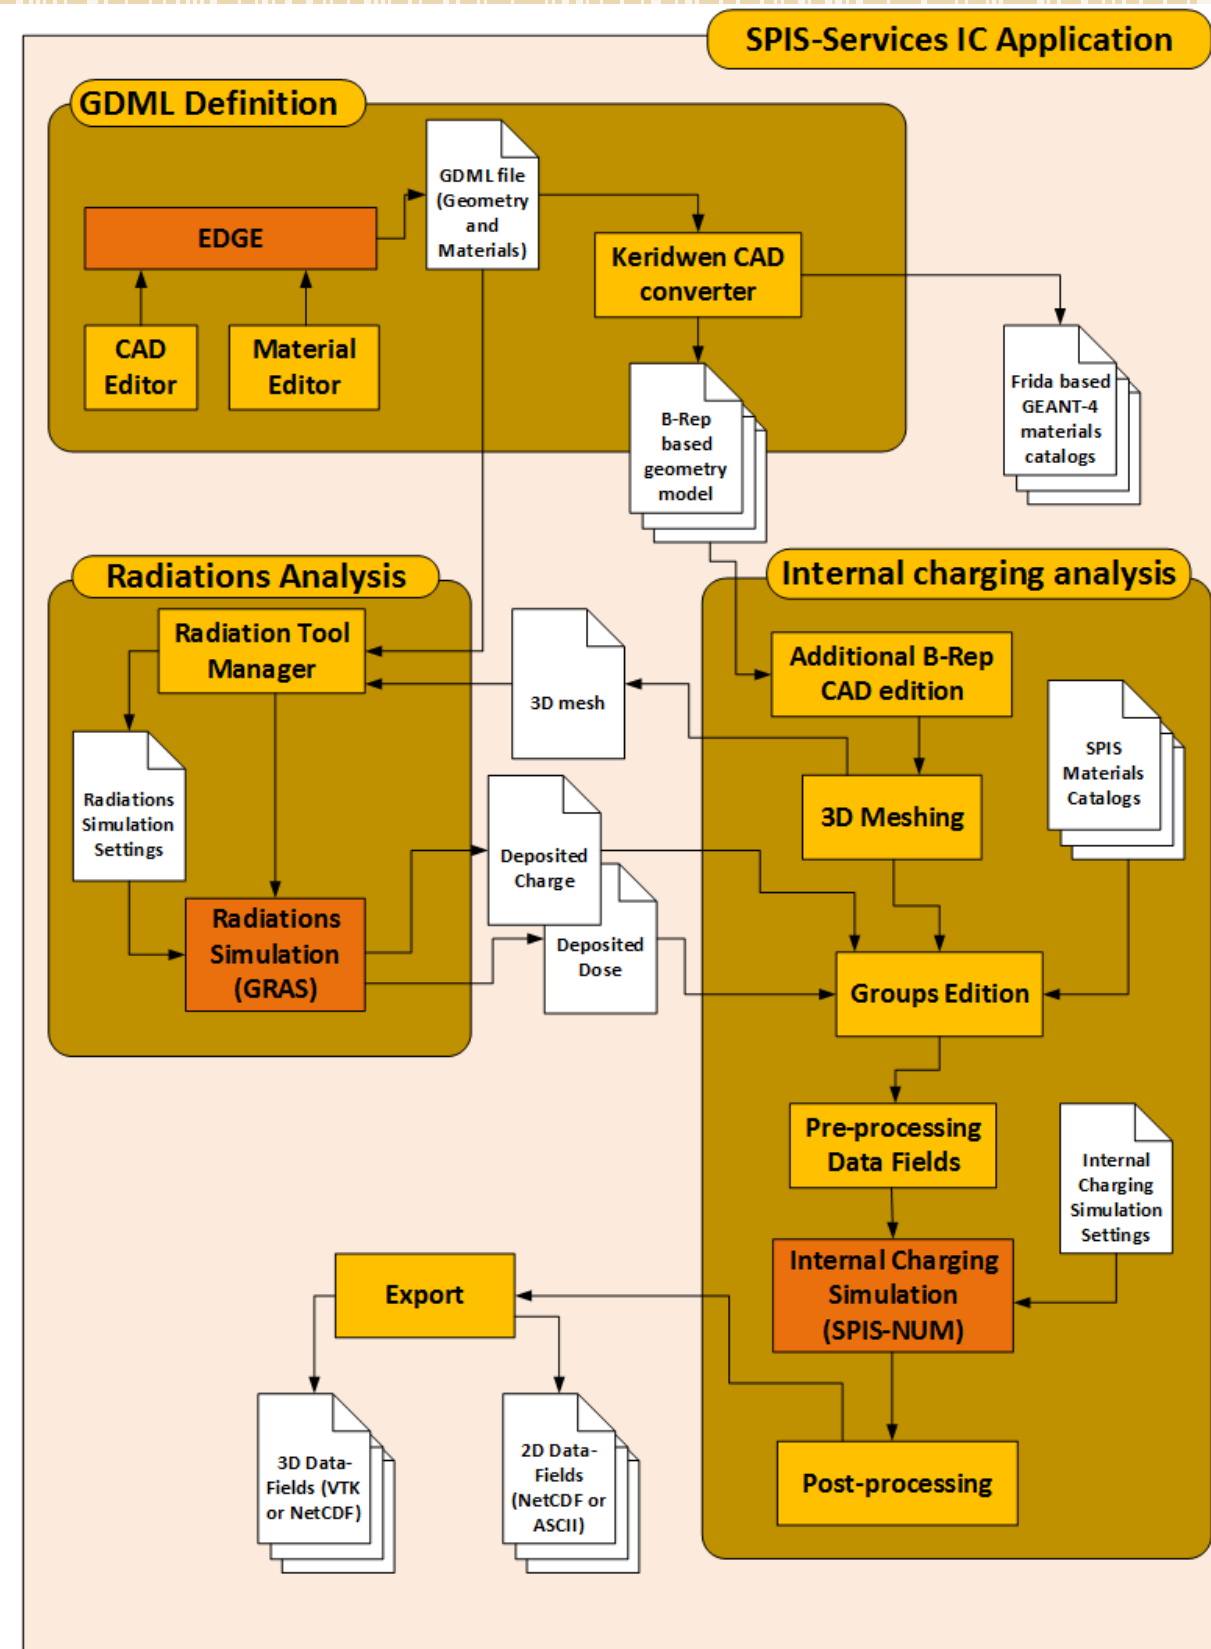 SPIS-Services IC Application
GDML Definition
GDML file
(Geometry
and
Materials)
EDGE
Keridwen CAD
converter
CAD
Editor
Material
Editor
Frida based
GEANT-4
materials
catalogs
B-Rep
based
geometry
model
Radiations Analysis
Internal charging analysis
Radiation Tool
Manager
3D mesh
Additional B-Rep
CAD edition
SPIS
Materials
Catalogs
Radiations
Simulation
Settings
3D Meshing
Deposited
Charge
Radiations
Simulation
(GRAS)
Deposited
Dose
Groups Edition
Pre-processing
Data Fields
Internal
Charging
Simulation
Settings
Internal Charging
Simulation
(SPIS-NUM)
Export
3D Data-
Fields (VTK
or NetCDF)
2D Data-
Fields
(NetCDF or
ASCII)
Post-processing